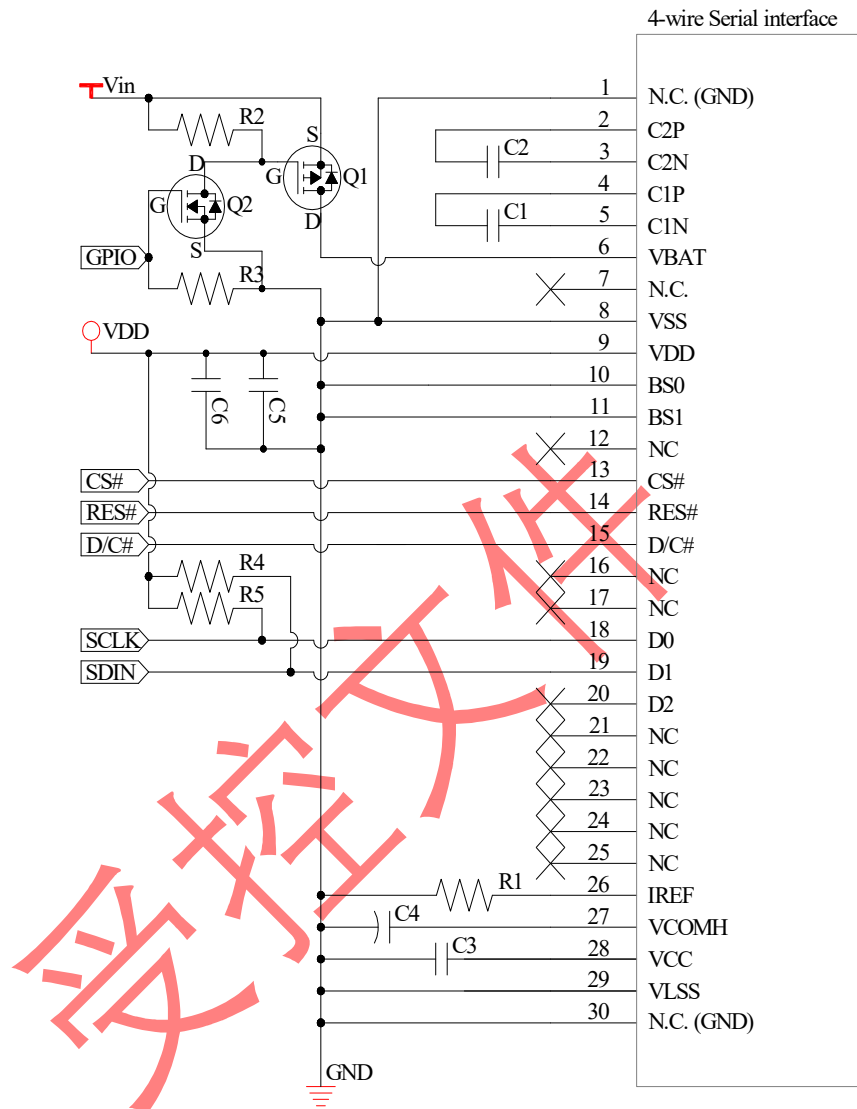 4-wire Serial interface
Vin
R2
S
G
Q1
D
D
G
Q2
S
GPIO
R3
VDD
C6
C5
CS#
RES#
D/C#
R4
R5
SCLK
SDIN
C2
C1
R1
C4
C3
GND
1 N.C. (GND)
2 C2P
3 C2N
4 C1P
5 C1N
6 VBAT
7 N.C.
8 VSS
9 VDD
10 BS0
11 BS1
12 NC
13 CS#
14 RES#
15 D/C#
16 NC
17 NC
18 D0
19 D1
20 D2
21 NC
22 NC
23 NC
24 NC
25 NC
26 IREF
27 VCOMH
28 VCC
29 VLSS
30 N.C. (GND)
受控文件